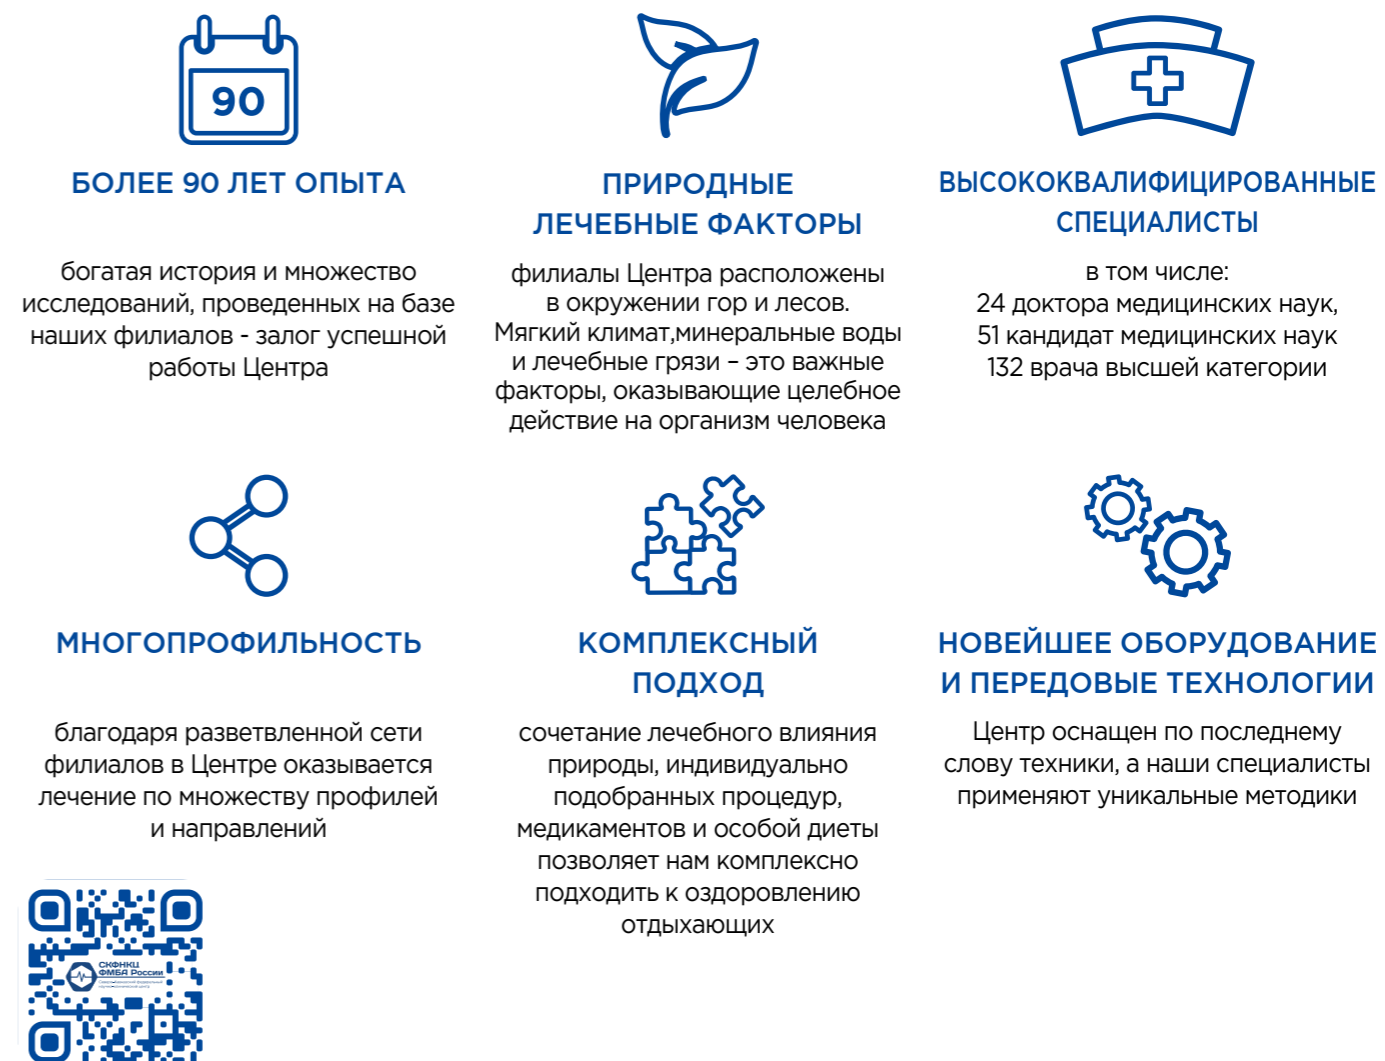 90
БОЛЕЕ 90 ЛЕТ ОПЫТА
богатая история и множество
исследований, проведенных на базе
наших филиалов - залог успешной
работы Центра
ПРИРОДНЫЕ
ЛЕЧЕБНЫЕ ФАКТОРЫ
филиалы Центра расположены
в окружении гор и лесов.
Мягкий климат,минеральные воды
и лечебные грязи – это важные
факторы, оказывающие целебное
действие на организм человека
ВЫСОКОКВАЛИФИЦИРОВАННЫЕ
СПЕЦИАЛИСТЫ
в том числе:
24 доктора медицинских наук,
51 кандидат медицинских наук
132 врача высшей категории
МНОГОПРОФИЛЬНОСТЬ
благодаря разветвленной сети
филиалов в Центре оказывается
лечение по множеству профилей
и направлений
КОМПЛЕКСНЫЙ
ПОДХОД
сочетание лечебного влияния
природы, индивидуально
подобранных процедур,
медикаментов и особой диеты
позволяет нам комплексно
подходить к оздоровлению
отдыхающих
НОВЕЙШЕЕ ОБОРУДОВАНИЕ
И ПЕРЕДОВЫЕ ТЕХНОЛОГИИ
Центр оснащен по последнему
слову техники, а наши специалисты
применяют уникальные методики
СКФНКЦ
ФМБА России